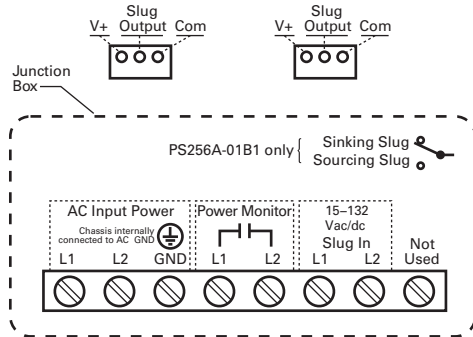 Slug
V+ Output Com
Slug
V+ Output Com
Junction
Box
PS256A-01B1 only { Sinking Slug
Sourcing Slug
AC Input Power
Chassis internally
connected to AC GND
L1 L2 GND
Power Monitor
L1 L2
15–132
Vac/dc
Slug In
L1 L2
Not
Used